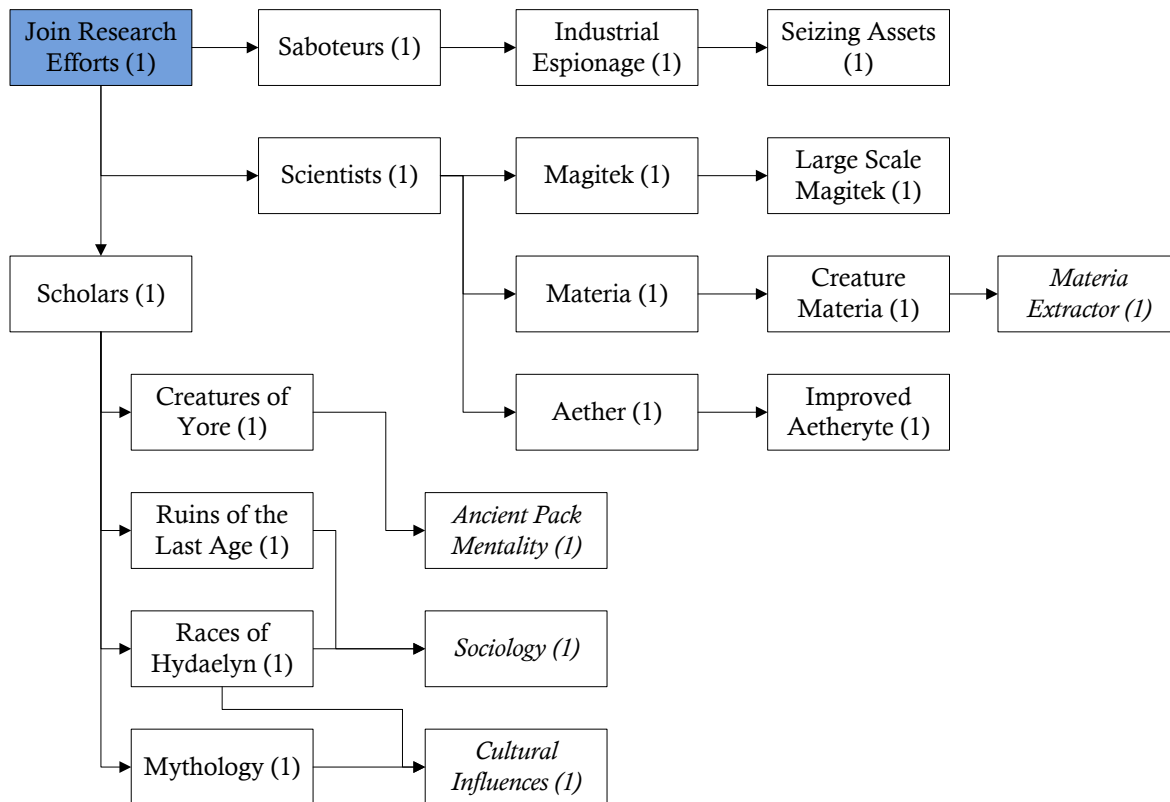 Join Research
Efforts (1)
Saboteurs (1)
Industrial
Espionage (1)
Seizing Assets
(1)
Scientists (1)
Magitek (1)
Large Scale
Magitek (1)
Scholars (1)
Materia (1)
Creature
Materia (1)
Materia
Extractor (1)
Creatures of
Yore (1)
Aether (1)
Improved
Aetheryte (1)
Ruins of the
Last Age (1)
Ancient Pack
Mentality (1)
Races of
Hydaelyn (1)
Sociology (1)
Mythology (1)
Cultural
Influences (1)